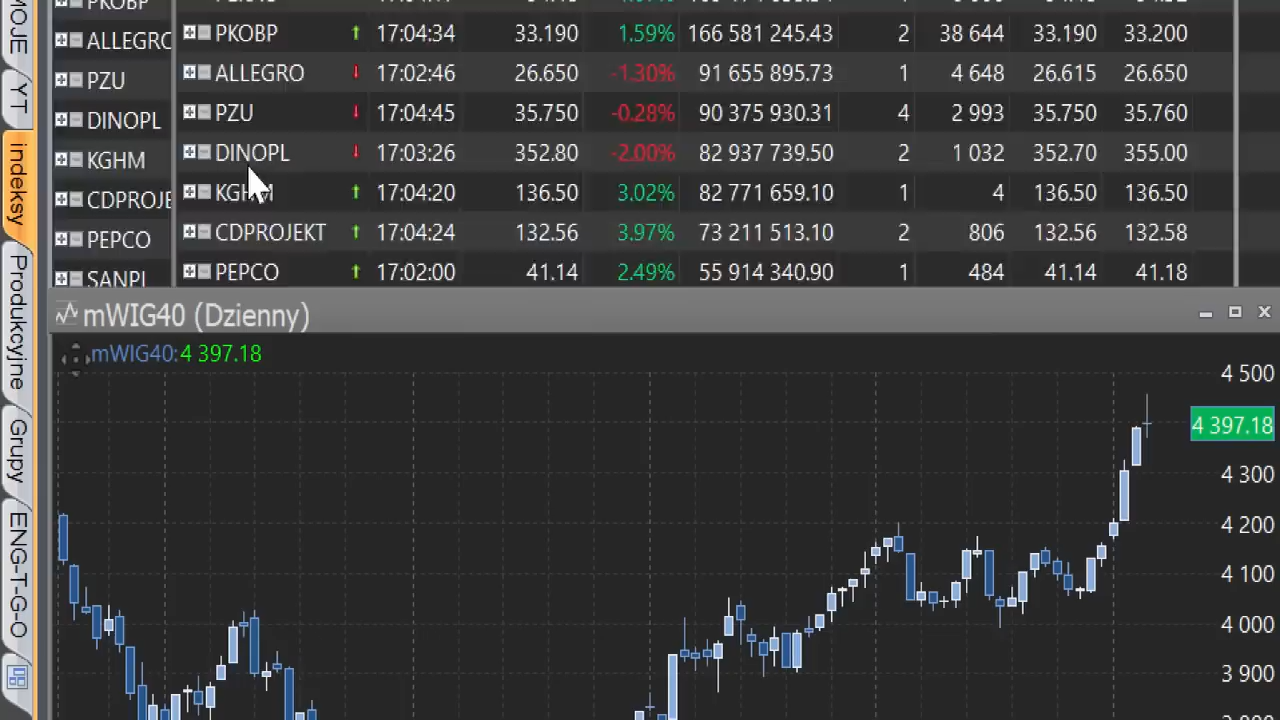 MOJE
YT
indeksy
Produkcyjne
Grupy
ENG-T-G-O
PKOBP
ALLEGRO
PZU
DINOPL
KGHM
CDPROJE
PEPCO
SANPL
PKOBP 17:04:34 33.190 1.59% 166 581 245.43 2 38 644 33.190 33.200
ALLEGRO 17:02:46 26.650 -1.30% 91 655 895.73 1 4 648 26.615 26.650
PZU 17:04:45 35.750 -0.28% 90 375 930.31 4 2 993 35.750 35.760
DINOPL 17:03:26 352.80 -2.00% 82 937 739.50 2 1 032 352.70 355.00
KGHM 17:04:20 136.50 3.02% 82 771 659.10 1 4 136.50 136.50
CDPROJEKT 17:04:24 132.56 3.97% 73 211 513.10 2 806 132.56 132.58
PEPCO 17:02:00 41.14 2.49% 55 914 340.90 1 484 41.14 41.18
mWIG40 (Dzienny)
mWIG40:4 397.18
4 500
4 397.18
4 300
4 200
4 100
4 000
3 900